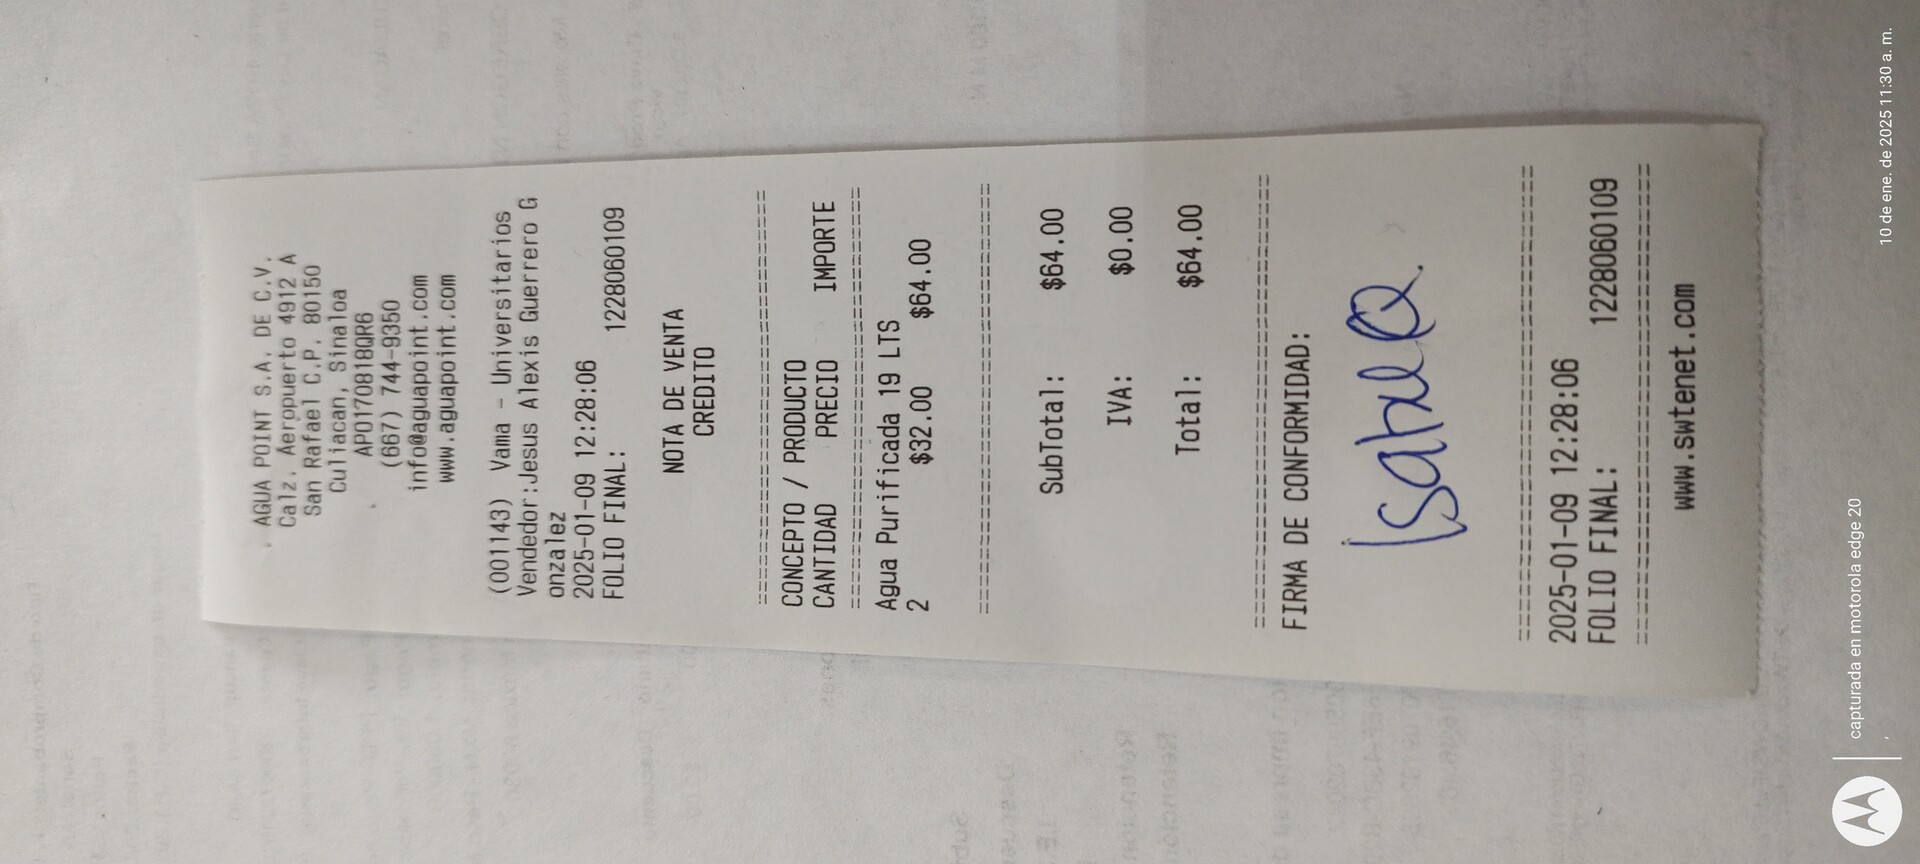 AGUA POINT S.A. DE C.V.
Calz. Aeropuerto 4912 A
San Rafael C.P. 80150
Culiacan, Sinaloa
APO170818QR6
(667) 744-9350
info@aguapoint.com
www.aguapoint.com
(001143) Vama - Universitarios
Vendedor:Jesus Alexis Guerrero G
onzalez
2025-01-09 12:28:06
FOLIO FINAL: 1228060109
NOTA DE VENTA
CREDITO
================================
CONCEPTO / PRODUCTO
CANTIDAD PRECIO IMPORTE
================================
Agua Purificada 19 LTS
2 $32.00 $64.00
================================
SubTotal: $64.00
IVA: $0.00
Total: $64.00
================================
FIRMA DE CONFORMIDAD:
================================
2025-01-09 12:28:06
FOLIO FINAL: 1228060109
================================
www.swtenet.com
capturada en motorola edge 20
10 de ene. de 2025 11:30 a. m.